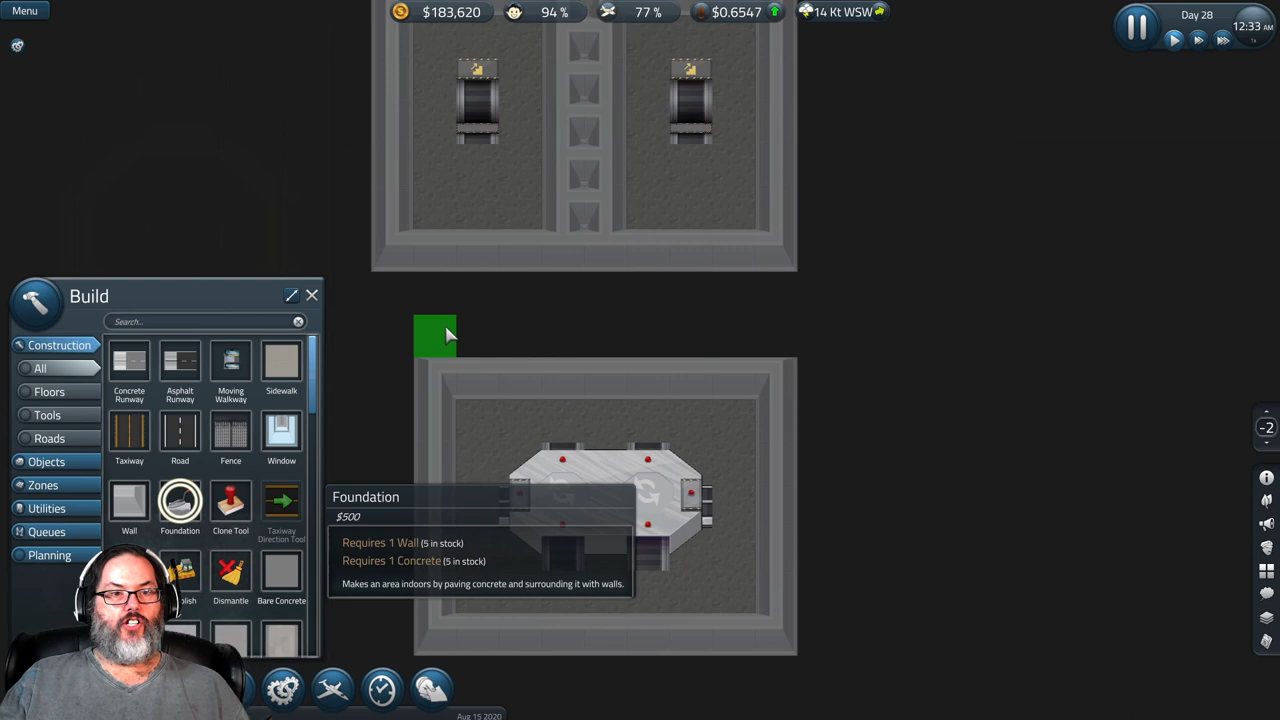 Menu
$183,620
94 %
77 %
$0.6547
14 Kt WSW
Day 28
12:33 AM
1x
Build
Search...
Construction
All
Floors
Tools
Roads
Objects
Zones
Utilities
Queues
Planning
Concrete Runway
Asphalt Runway
Moving Walkway
Sidewalk
Taxiway
Road
Fence
Window
Wall
Foundation
Clone Tool
Taxiway Direction Tool
Dismantle
Bare Concrete
Foundation
$500
Requires 1 Wall (5 in stock)
Requires 1 Concrete (5 in stock)
Makes an area indoors by paving concrete and surrounding it with walls.
-2
Aug 15 2020